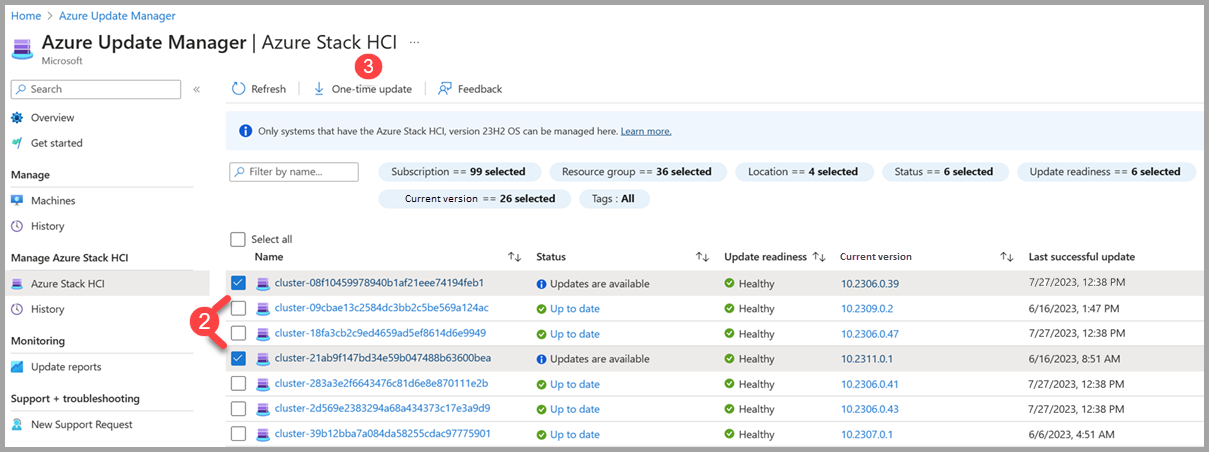 Home > Azure Update Manager
Azure Update Manager | Azure Stack HCI ...
Microsoft
3
Search «
Refresh One-time update Feedback
Overview
Get started
Manage
Machines
History
Manage Azure Stack HCI
Azure Stack HCI
History
Monitoring
Update reports
Support + troubleshooting
New Support Request
Only systems that have the Azure Stack HCI, version 23H2 OS can be managed here. Learn more.
Filter by name... Subscription == 99 selected Resource group == 36 selected Location == 4 selected Status == 6 selected Update readiness == 6 selected
Current version == 26 selected Tags : All
Select all
Name ↑↓ Status ↑↓ Update readiness ↑↓ Current version ↑↓ Last successful update
cluster-08f10459978940b1af21eee74194feb1 Updates are available Healthy 10.2306.0.39 7/27/2023, 12:38 PM
2
cluster-09cbae13c2584dc3bb2c5be569a124ac Up to date Healthy 10.2309.0.2 6/16/2023, 1:47 PM
cluster-18fa3cb2c9ed4659ad5ef8614d6e9949 Up to date Healthy 10.2306.0.47 7/27/2023, 12:38 PM
cluster-21ab9f147bd34e59b047488b63600bea Updates are available Healthy 10.2311.0.1 6/16/2023, 8:51 AM
cluster-283a3e2f6643476c81d6e8e870111e2b Up to date Healthy 10.2306.0.41 7/27/2023, 12:38 PM
cluster-2d569e2383294a68a434373c17e3a9d9 Up to date Healthy 10.2306.0.43 7/27/2023, 12:38 PM
cluster-39b12bba7a084da58255cdac97775901 Up to date Healthy 10.2307.0.1 6/6/2023, 4:51 AM